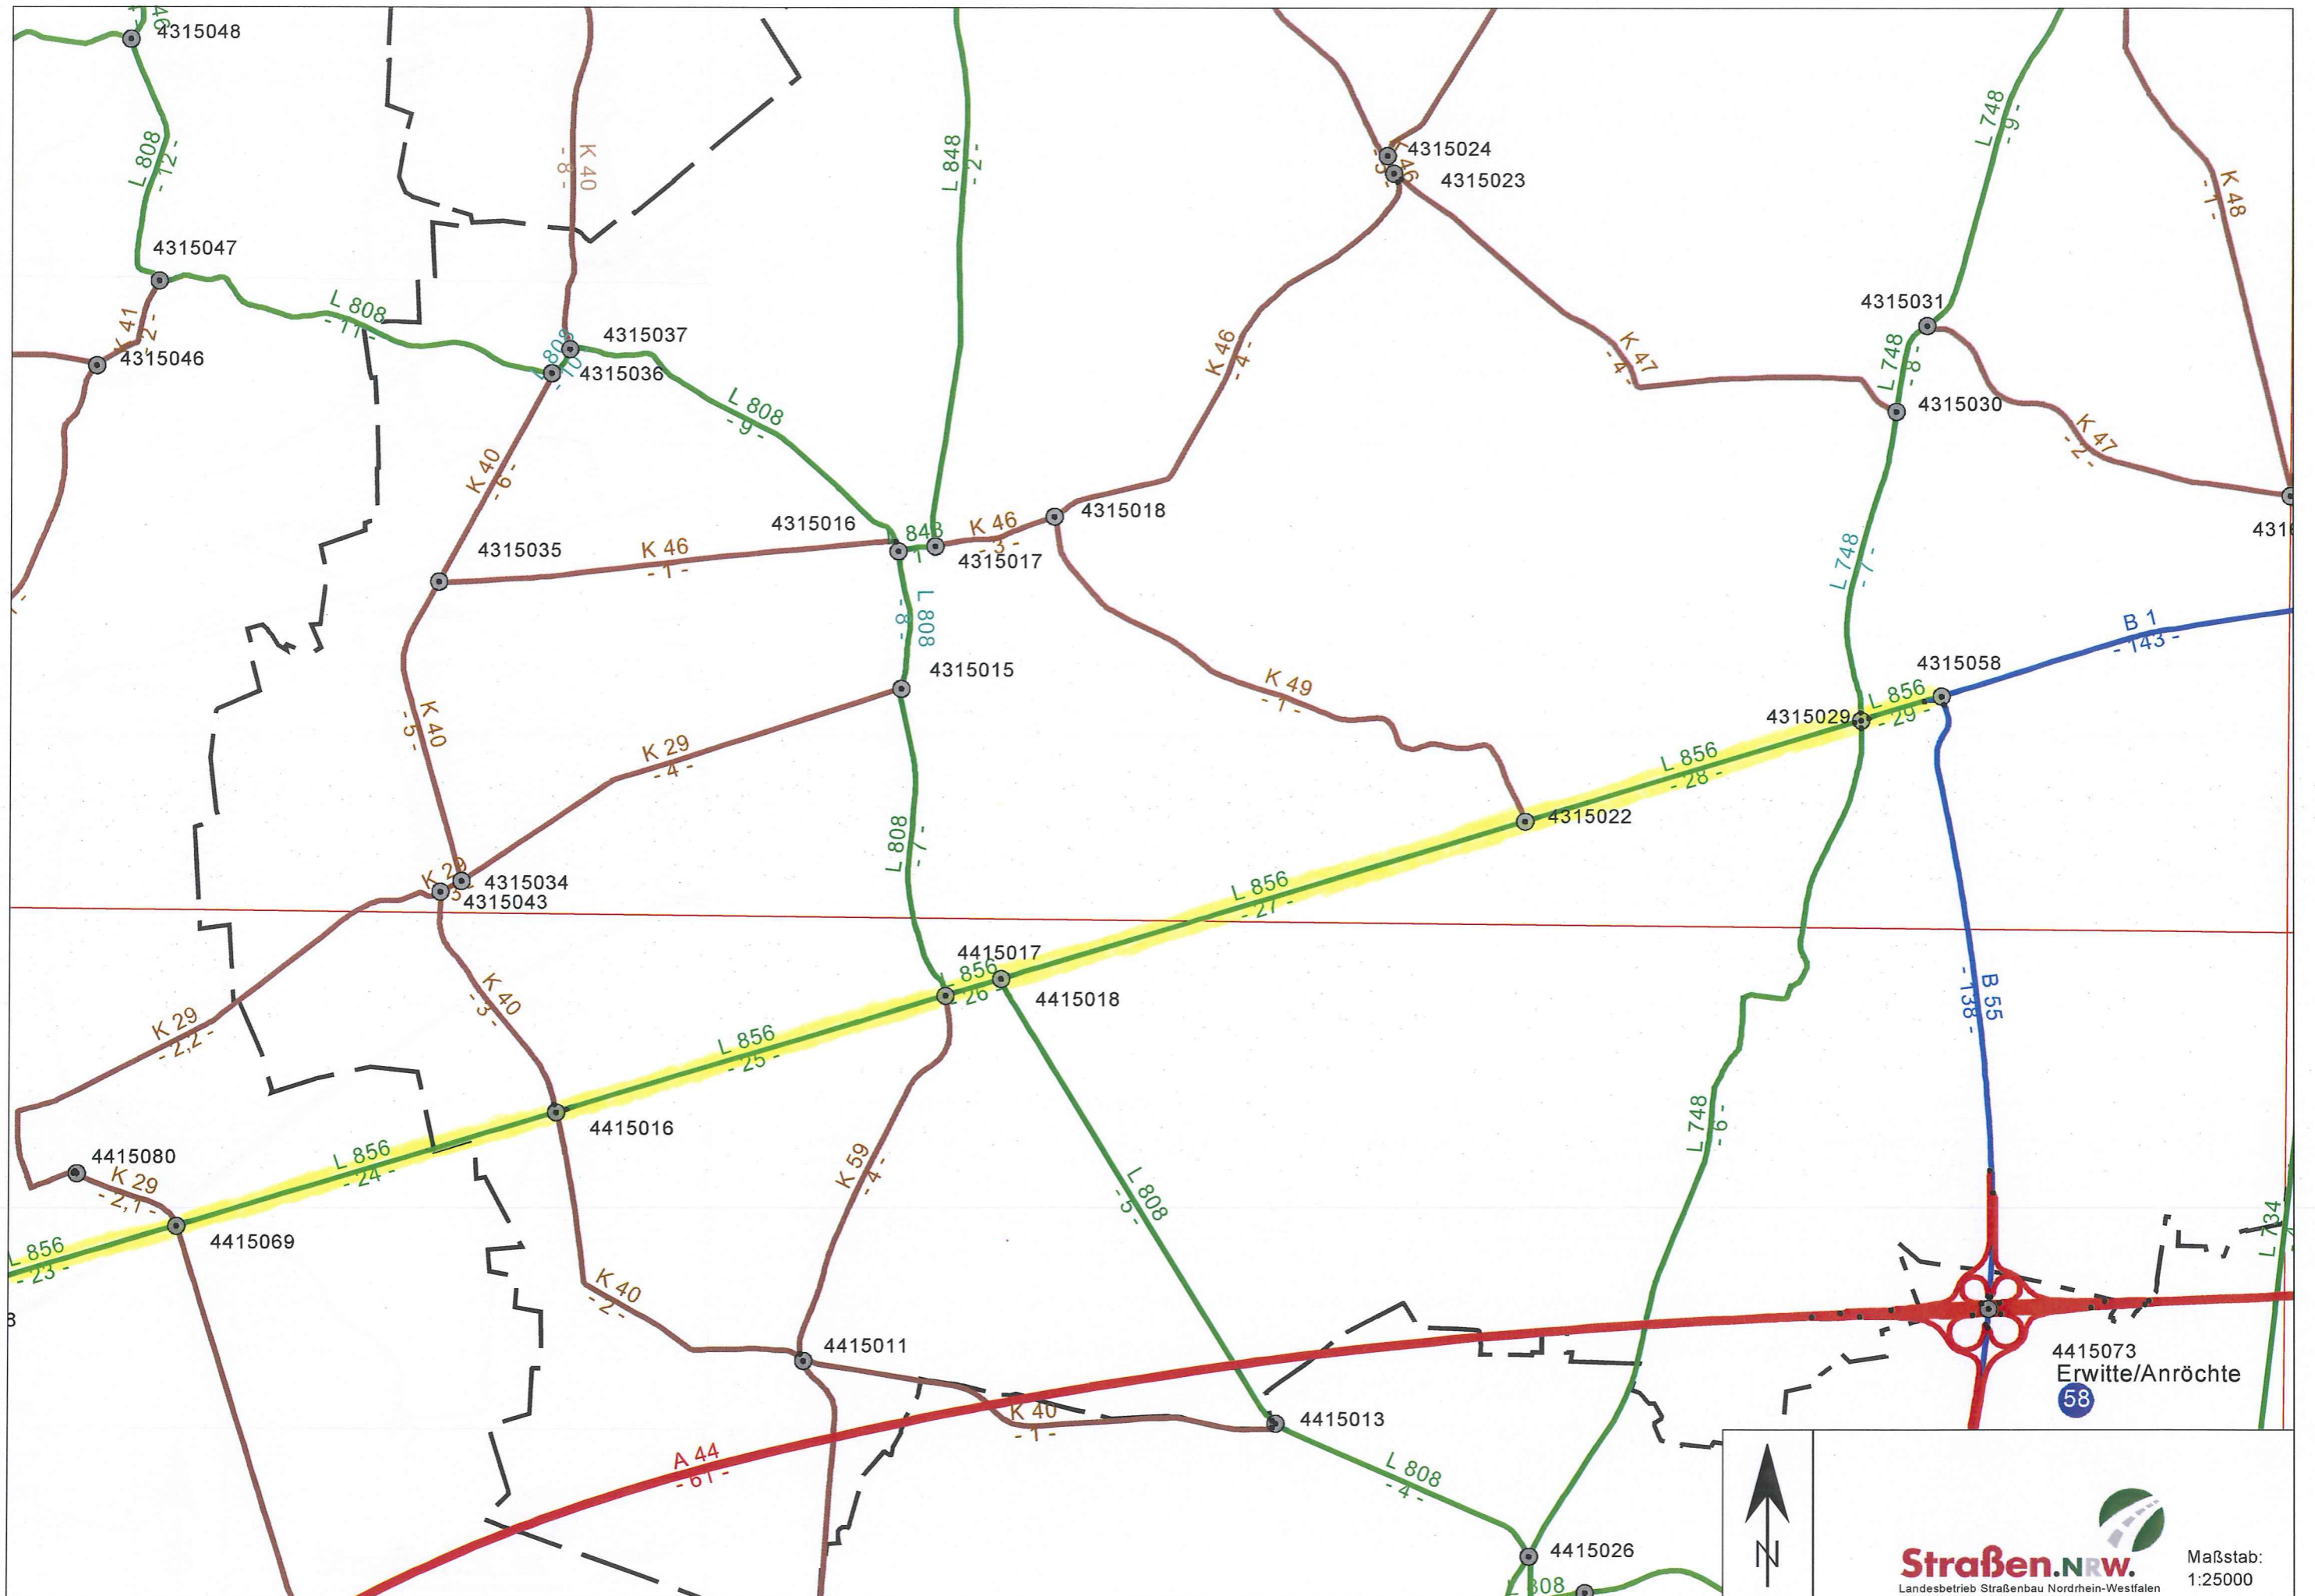 4315048
L 808
- 12 -
K 40
- 8 -
L 848
- 2 -
4315024
4315023
L 748
- 9 -
K 48
- 1 -
4315047
L 808
- 11 -
4315046
- 2 -
4315037
4315036
4315031
L 748
- 8 -
4315030
K 46
- 4 -
K 47
- 4 -
L 808
- 9 -
K 47
- 2 -
K 40
- 6 -
4315016
4315018
4315035
K 46
- 1 -
848
1
K 46
- 3 -
4315017
L 748
- 7 -
L 808
- 8 -
B 1
- 143 -
4315015
4315058
K 49
- 1 -
L 856
- 29 -
4315029
K 40
- 5 -
K 29
- 4 -
L 856
- 28 -
4315022
L 808
- 7 -
K 29
4315034
4315043
L 856
- 27 -
4415017
L 856
26
4415018
K 40
- 3 -
B 55
- 138 -
K 29
- 2,2 -
L 856
- 25 -
4415016
L 748
- 6 -
4415080
K 29
- 2,1 -
L 856
- 24 -
K 59
- 4 -
L 808
- 5 -
4415069
L 856
- 23 -
L 734
K 40
- 2 -
4415011
4415073
Erwitte/Anröchte
58
K 40
- 1 -
4415013
A 44
- 61 -
L 808
- 4 -
4415026
N
Straßen.NRW.
Landesbetrieb Straßenbau Nordrhein-Westfalen
Maßstab:
1:25000